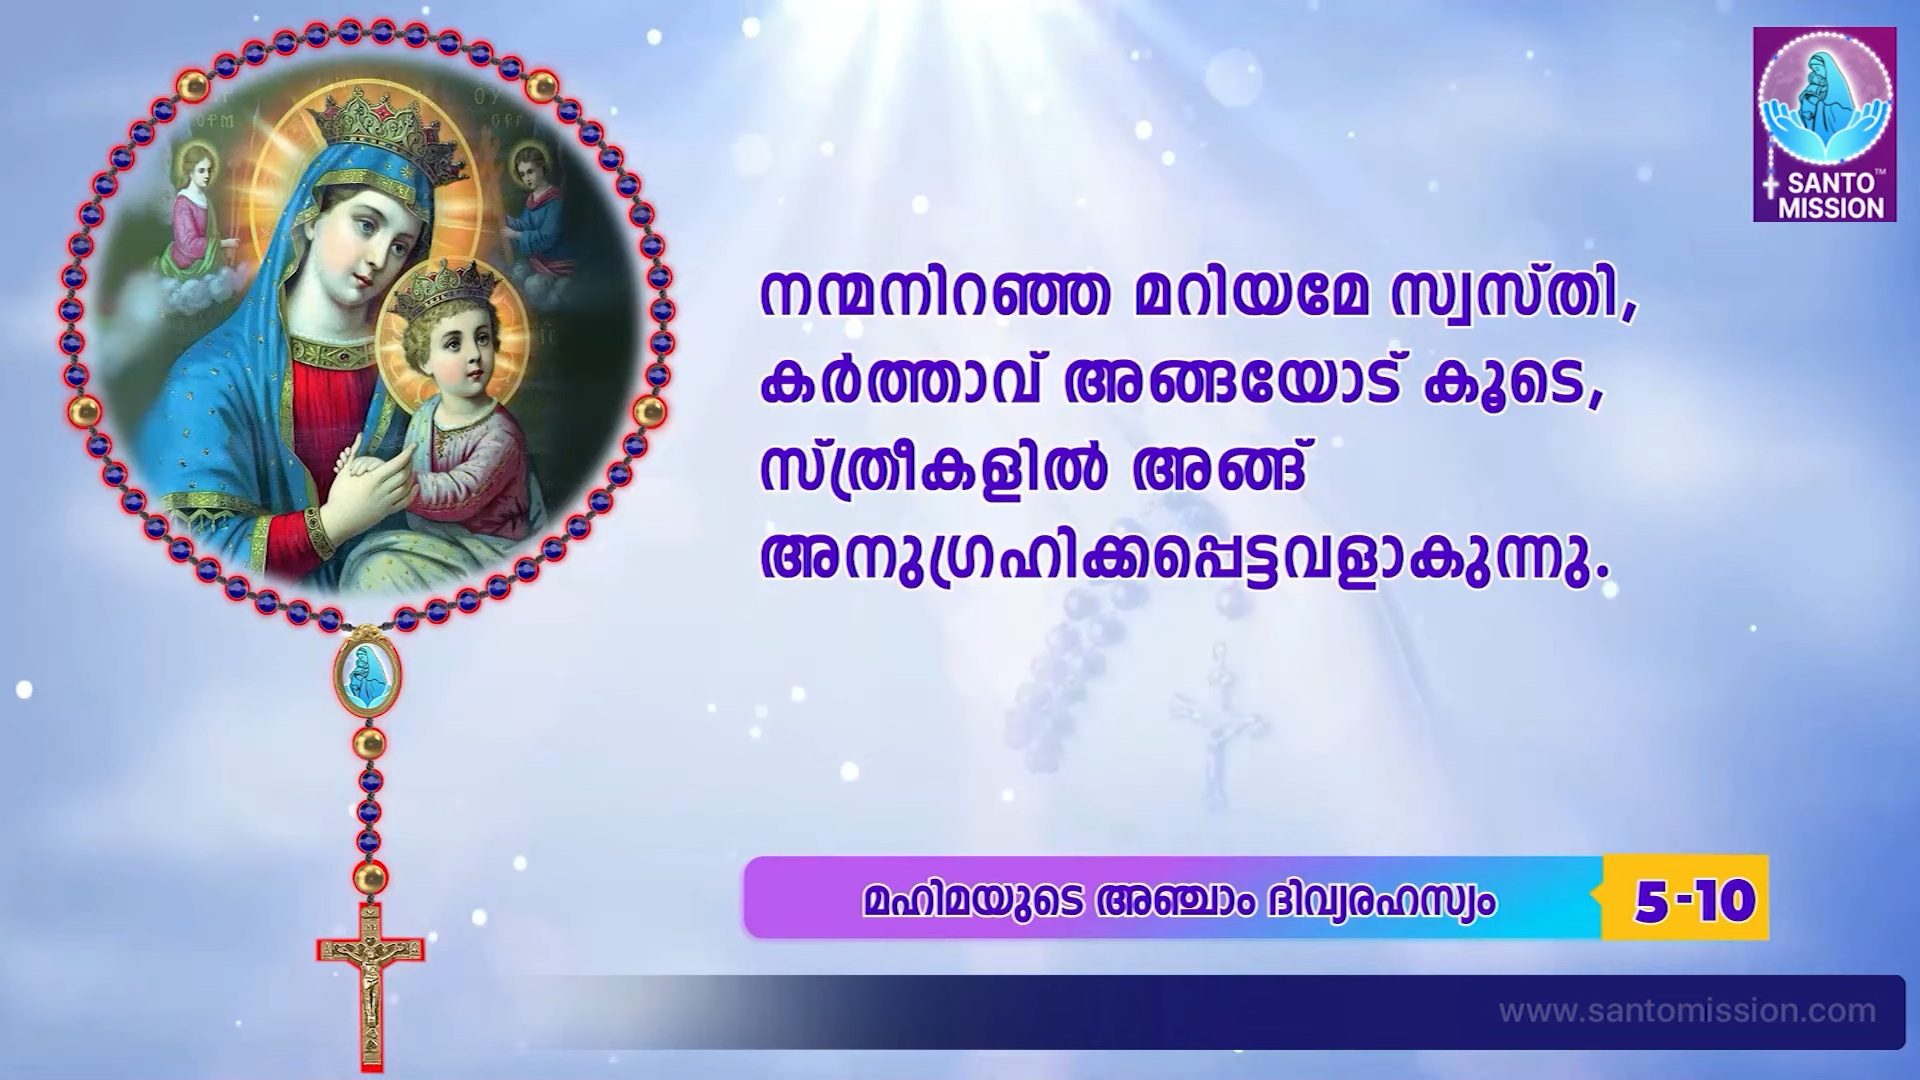 SANTO™
MISSION
നന്മനിറഞ്ഞ മറിയമേ സ്വസ്തി,
കർത്താവ് അങ്ങയോട് കൂടെ,
സ്ത്രീകളിൽ അങ്ങ്
അനുഗ്രഹിക്കപ്പെട്ടവളാകുന്നു.
മഹിമയുടെ അഞ്ചാം ദിവ്യരഹസ്യം
5-10
www.santomission.com